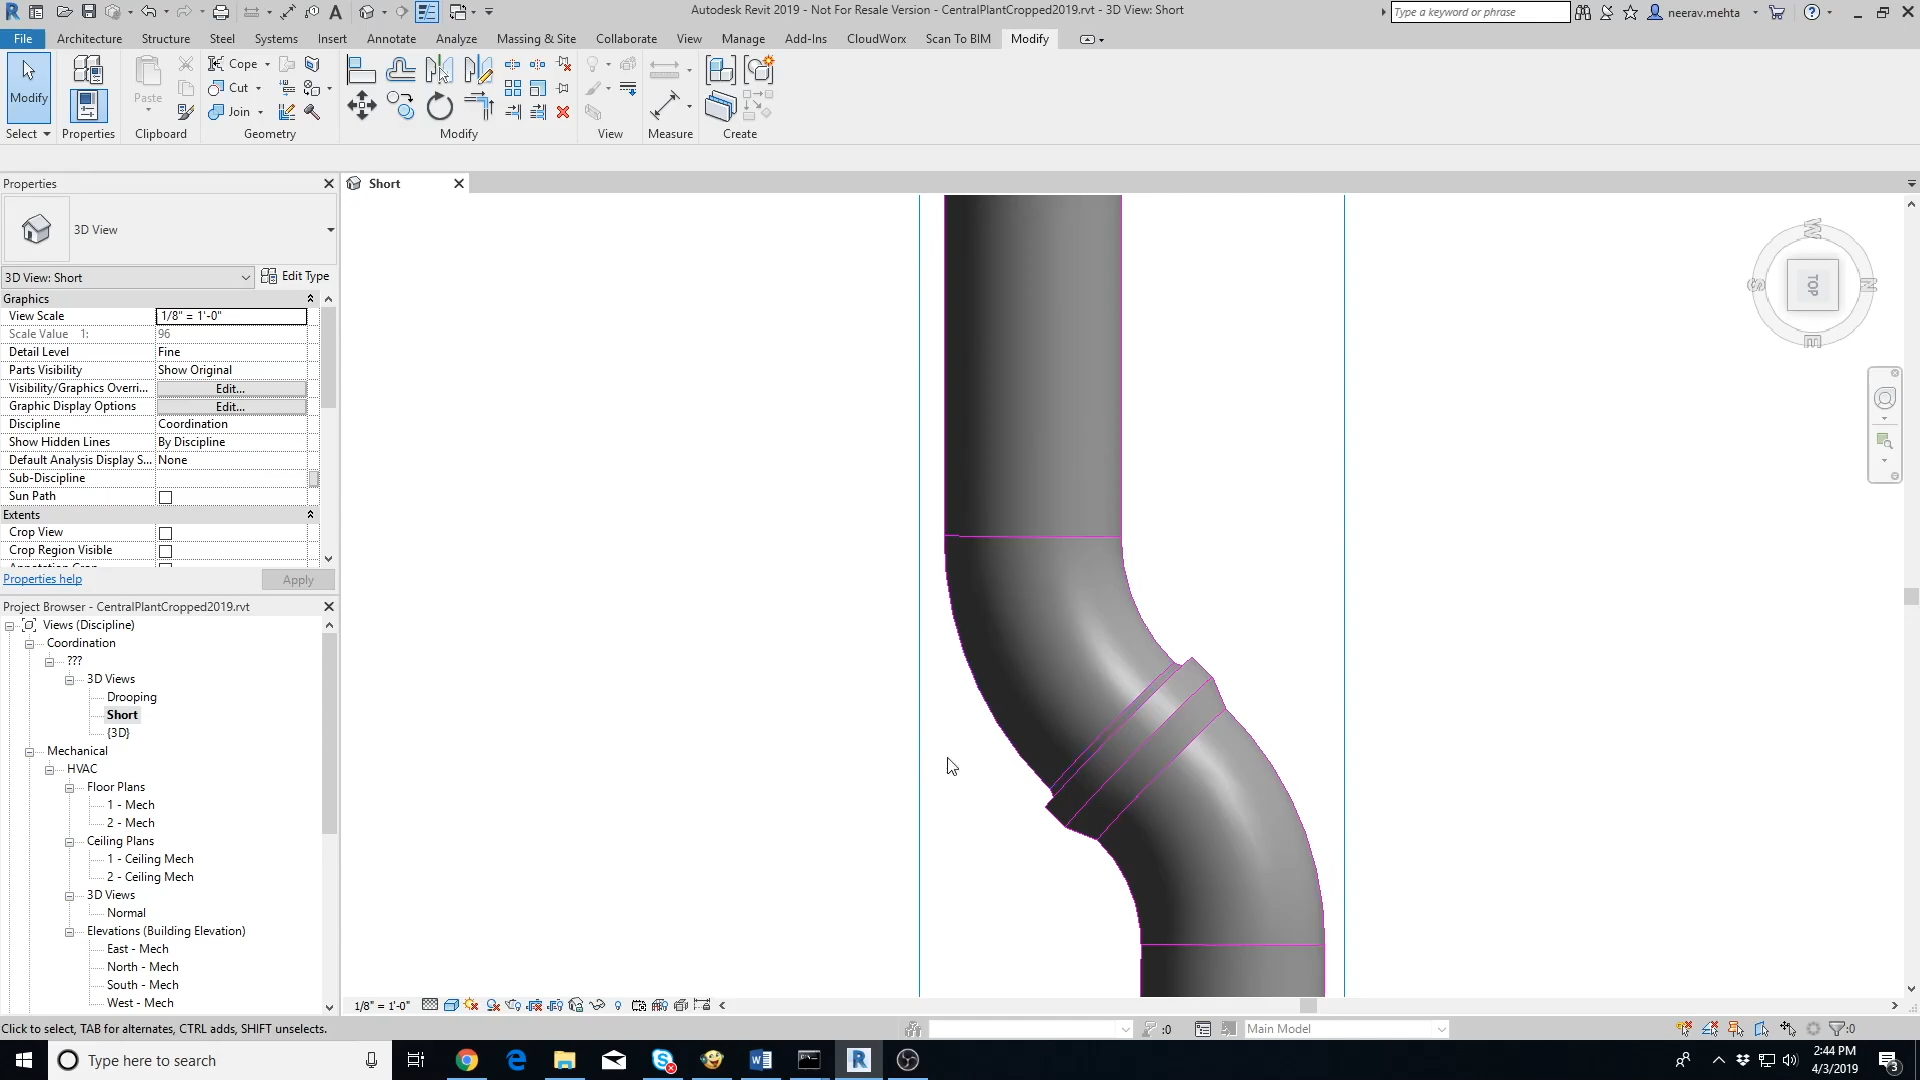 Autodesk Revit 2019 - Not For Resale Version - CentralPlantCropped2019.rvt - 3D View: Short
Type a keyword or phrase
neerav.mehta
File Architecture Structure Steel Systems Insert Annotate Analyze Massing & Site Collaborate View Manage Add-Ins CloudWorx Scan To BIM Modify
Modify
Paste
Cope
Cut
Join
Select Properties Clipboard Geometry Modify View Measure Create
Properties
Short
3D View
3D View: Short
Edit Type
Graphics
View Scale 1/8" = 1'-0"
Scale Value 1: 96
Detail Level Fine
Parts Visibility Show Original
Visibility/Graphics Overri... Edit...
Graphic Display Options Edit...
Discipline Coordination
Show Hidden Lines By Discipline
Default Analysis Display S... None
Sub-Discipline
Sun Path
Extents
Crop View
Crop Region Visible
Properties help
Apply
Project Browser - CentralPlantCropped2019.rvt
Views (Discipline)
Coordination
???
3D Views
Drooping
Short
{3D}
Mechanical
HVAC
Floor Plans
1 - Mech
2 - Mech
Ceiling Plans
1 - Ceiling Mech
2 - Ceiling Mech
3D Views
Normal
Elevations (Building Elevation)
East - Mech
North - Mech
South - Mech
West - Mech
W
S
TOP
N
E
1/8" = 1'-0"
Click to select, TAB for alternates, CTRL adds, SHIFT unselects.
:0
Main Model
:0
Type here to search
2:44 PM
4/3/2019
3